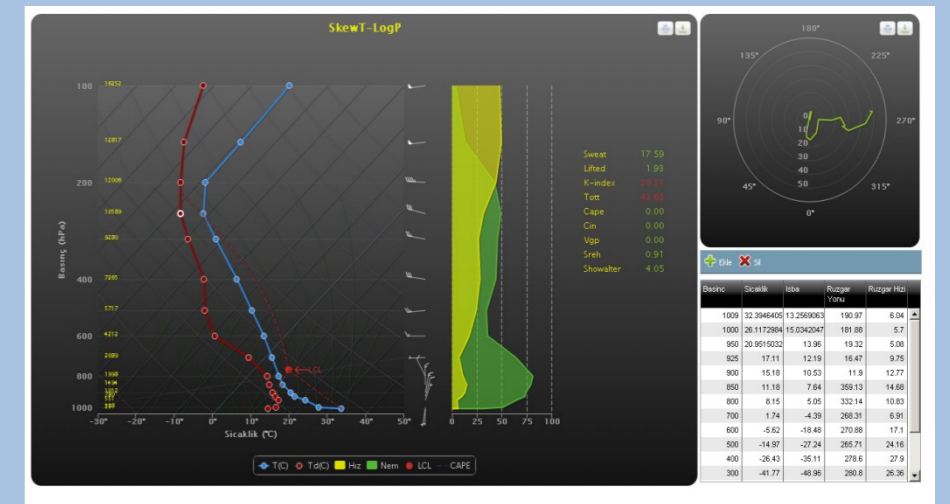 SkewT-LogP
100
200
400
600
800
1000
Basınç (hPa)
16212
-30° -20° -10° 0° 10° 20° 30° 40° 50°
Sicaklik (°C)
LCL
0 25 50 75 100
T(C) Td(C) Hız Nem LCL CAPE
Sweat 17.59
Lifted 1.93
K-index
Tott
Cape 0.00
Cin 0.00
Vgp 0.00
Sreh 0.91
Showalter 4.05
180°
135° 225°
90° 270°
45° 315°
0°
0
10
20
30
40
50
Ekle Sil
Basinc Sicaklik Isba Ruzgar Yonu Ruzgar Hizi
1009 32.3946405 13.2569063 190.97 6.04
1000 26.1172984 15.0342047 181.88 5.7
950 20.9515032 13.96 19.32 5.08
925 17.11 12.19 16.47 9.75
900 15.18 10.53 11.9 12.77
850 11.18 7.64 359.13 14.68
800 8.15 5.05 332.14 10.83
700 1.74 -4.39 268.31 6.91
600 -5.62 -18.48 270.88 17.1
500 -14.97 -27.24 265.71 24.16
400 -26.43 -35.11 278.6 27.9
300 -41.77 -48.96 280.8 26.36